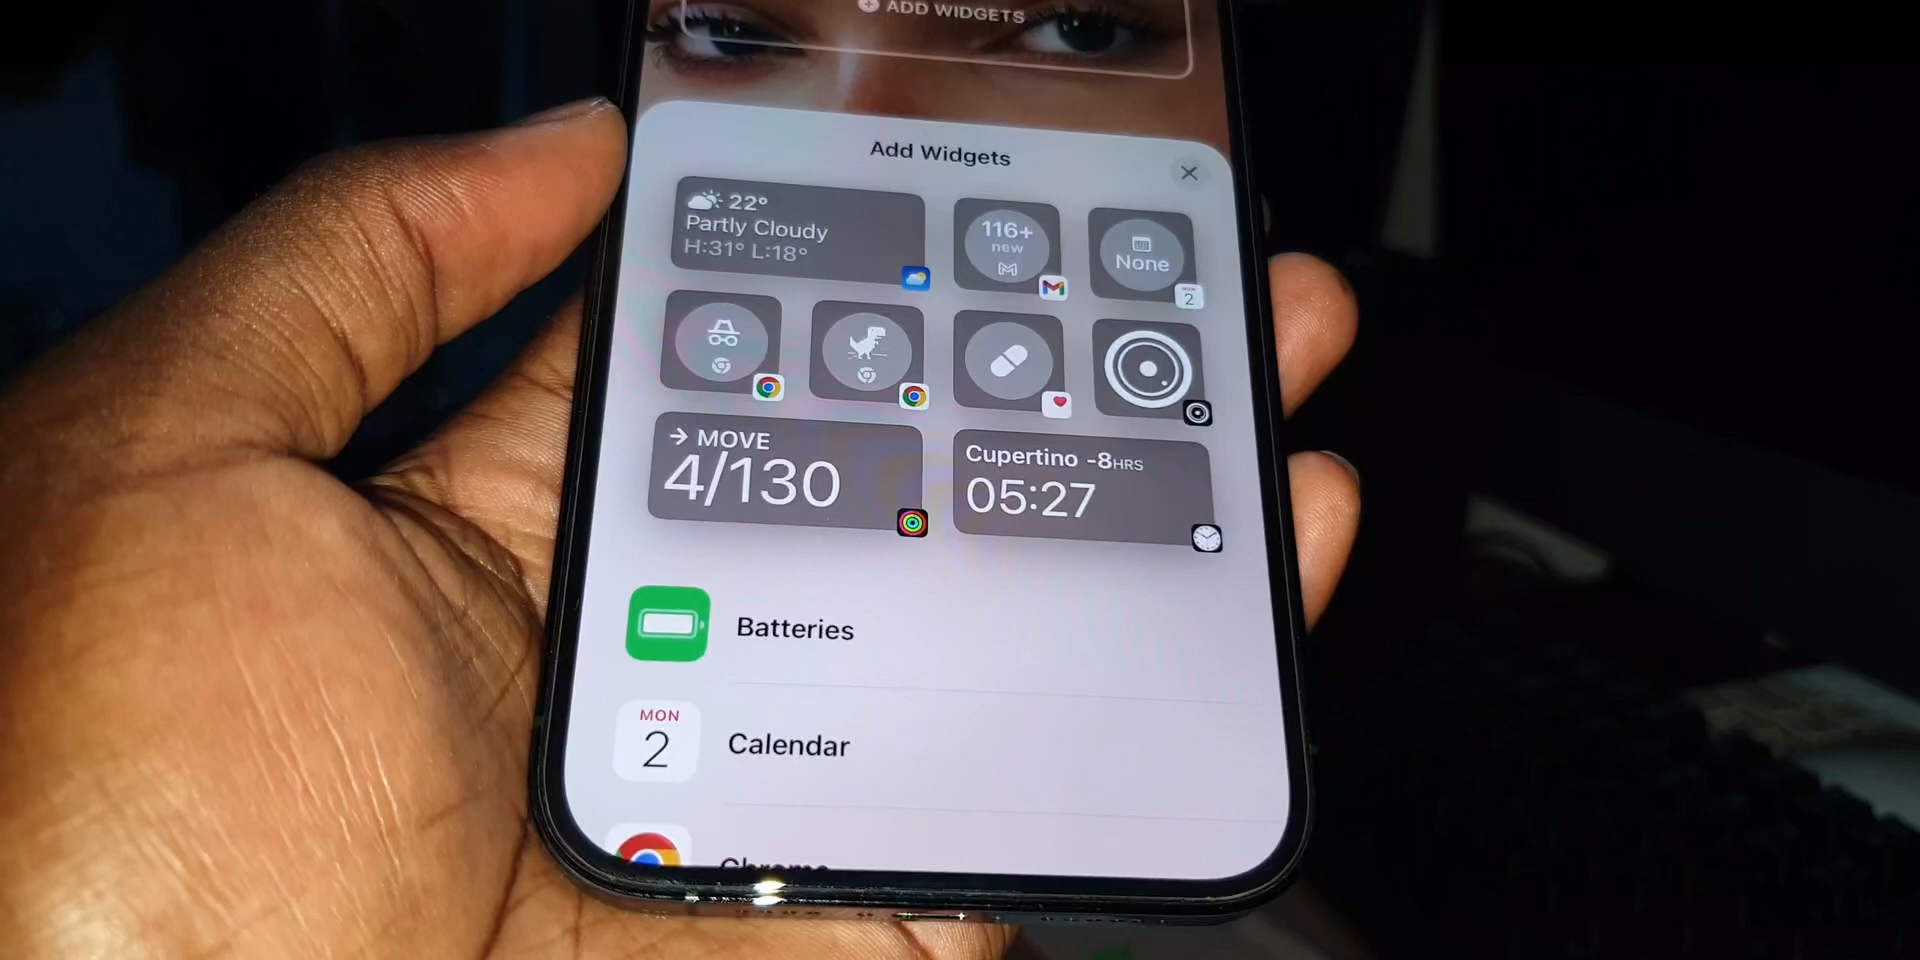 ADD WIDGETS
Add Widgets
22°
Partly Cloudy
H:31° L:18°
116+
new
None
2
MOVE
4/130
Cupertino -8HRS
05:27
Batteries
MON
2
Calendar
Chrome